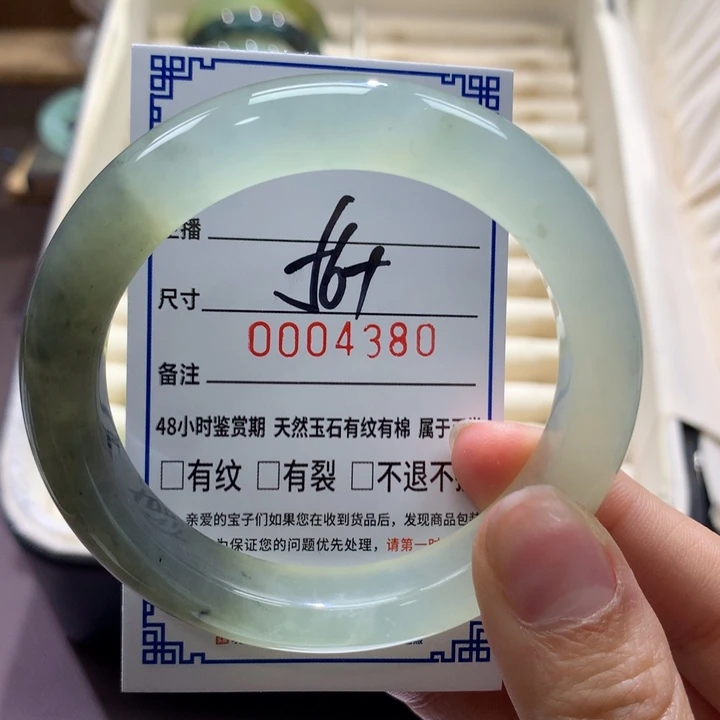 播
尺寸 56+
0004380
备注
48小时鉴赏期 天然玉石有纹有棉 属于
□有纹 □有裂 □不退不
亲爱的宝子们如果您在收到货品后，发现商品包装
为保证您的问题优先处理，请第一时